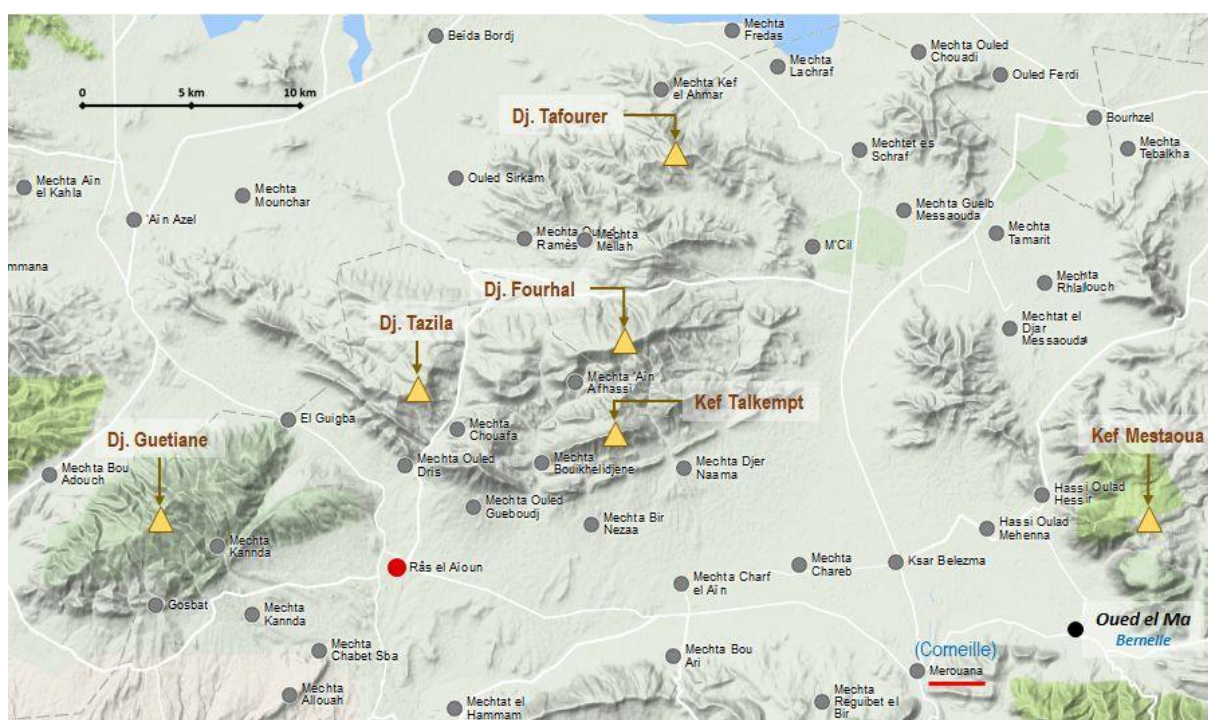 Mechta
Fredas
Beïda Bordj
Mechta Ouled
Chouadi
Mechta
Lachraf
Ouled Ferdi
0 5 km 10 km
Mechta Kef
el Ahmar
Dj. Tafourer
Bourhzel
Mechtet es
Schraf
Mechta
Tebalkha
Mechta Aïn
el Kahla
Mechta
Mounchar
Ouled Sirkam
'Aïn Azel
Mechta Guelb
Messaouda
Mechta
Ramès
Mechta
Mellah
M'Cil
Mechta
Tamarit
mmana
Mechta
Dj. Fourhal
Dj. Tazila
Mechtat el
Djar
Messaouda
Mechta 'Aïn
Afhassi
Kef Talkempt
El Guigba
Mechta
Chouafa
Dj. Guetiane
Kef Mestaoua
Mechta Bou
Adouch
Mechta Ouled
Dris
Mechta
Bouikhelidjene
Mechta Djer
Naama
Hassi Oulad
Hessir
Mechta Ouled
Gueboudj
Mechta Bir
Nezaa
Hassi Oulad
Mehenna
Mechta
Kannda
Râs el Aïoun
Mechta
Chareb
Ksar Belezma
Mechta Charf
el Aïn
Gosbat
Mechta
Kannda
Oued el Ma
Bernelle
Mechta
Chabet Sba
Mechta Bou
Ari
(Corneille)
Merouana
Mechta
Allouah
Mechtat el
Hammam
Mechta
Reguibet el
Bir